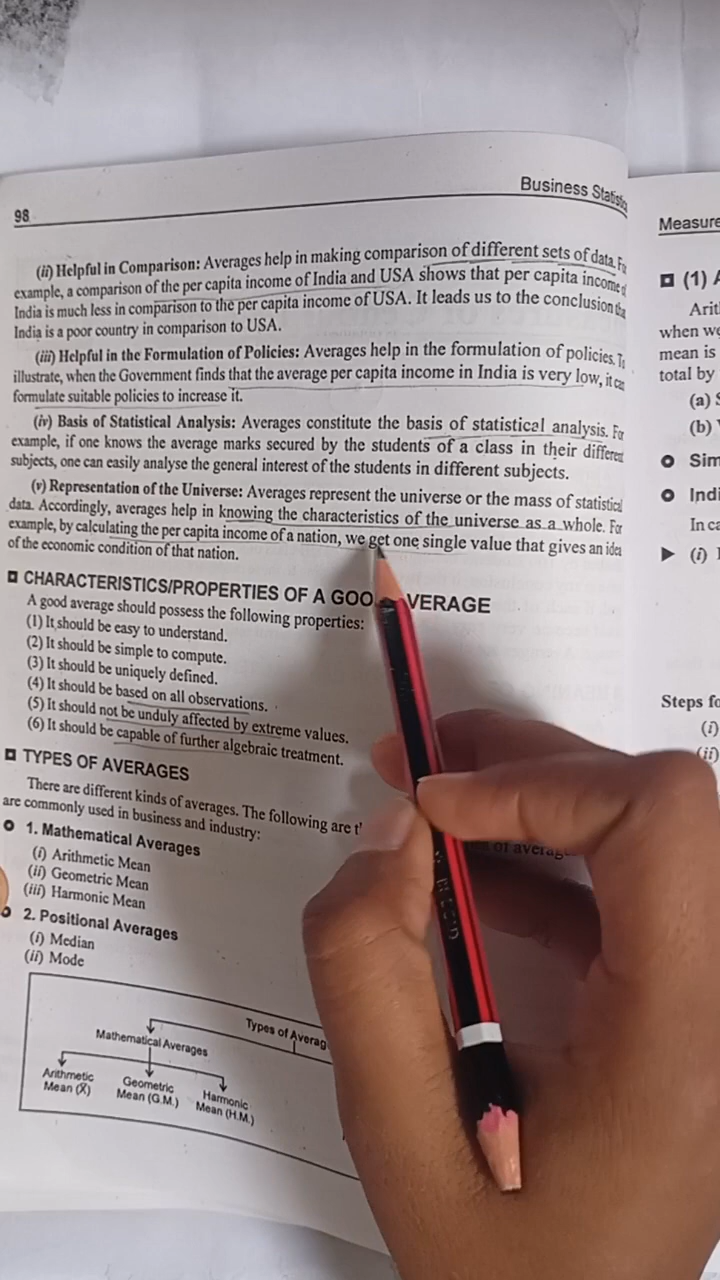 98
Business Statistics
(ii) Helpful in Comparison: Averages help in making comparison of different sets of data. For
example, a comparison of the per capita income of India and USA shows that per capita income of
India is much less in comparison to the per capita income of USA. It leads us to the conclusion that
India is a poor country in comparison to USA.
(iii) Helpful in the Formulation of Policies: Averages help in the formulation of policies. To
illustrate, when the Government finds that the average per capita income in India is very low, it can
formulate suitable policies to increase it.
(iv) Basis of Statistical Analysis: Averages constitute the basis of statistical analysis. For
example, if one knows the average marks secured by the students of a class in their different
subjects, one can easily analyse the general interest of the students in different subjects.
(v) Representation of the Universe: Averages represent the universe or the mass of statistical
data. Accordingly, averages help in knowing the characteristics of the universe as a whole. For
example, by calculating the per capita income of a nation, we get one single value that gives an idea
of the economic condition of that nation.
CHARACTERISTICS/PROPERTIES OF A GOO VERAGE
A good average should possess the following properties:
(1) It should be easy to understand.
(2) It should be simple to compute.
(3) It should be uniquely defined.
(4) It should be based on all observations.
(5) It should not be unduly affected by extreme values.
(6) It should be capable of further algebraic treatment.
TYPES OF AVERAGES
There are different kinds of averages. The following are
are commonly used in business and industry:
1. Mathematical Averages
(i) Arithmetic Mean
(ii) Geometric Mean
(iii) Harmonic Mean
2. Positional Averages
(i) Median
(ii) Mode
Types of Averag
Mathematical Averages
Arithmetic
Mean (X̄)
Geometric
Mean (G.M.)
Harmonic
Mean (H.M.)
Measure
(1)
Arit
when we
mean is
total by
(a)
(b)
Sim
Indi
In ca
(i)
Steps fo
(i)
(ii)